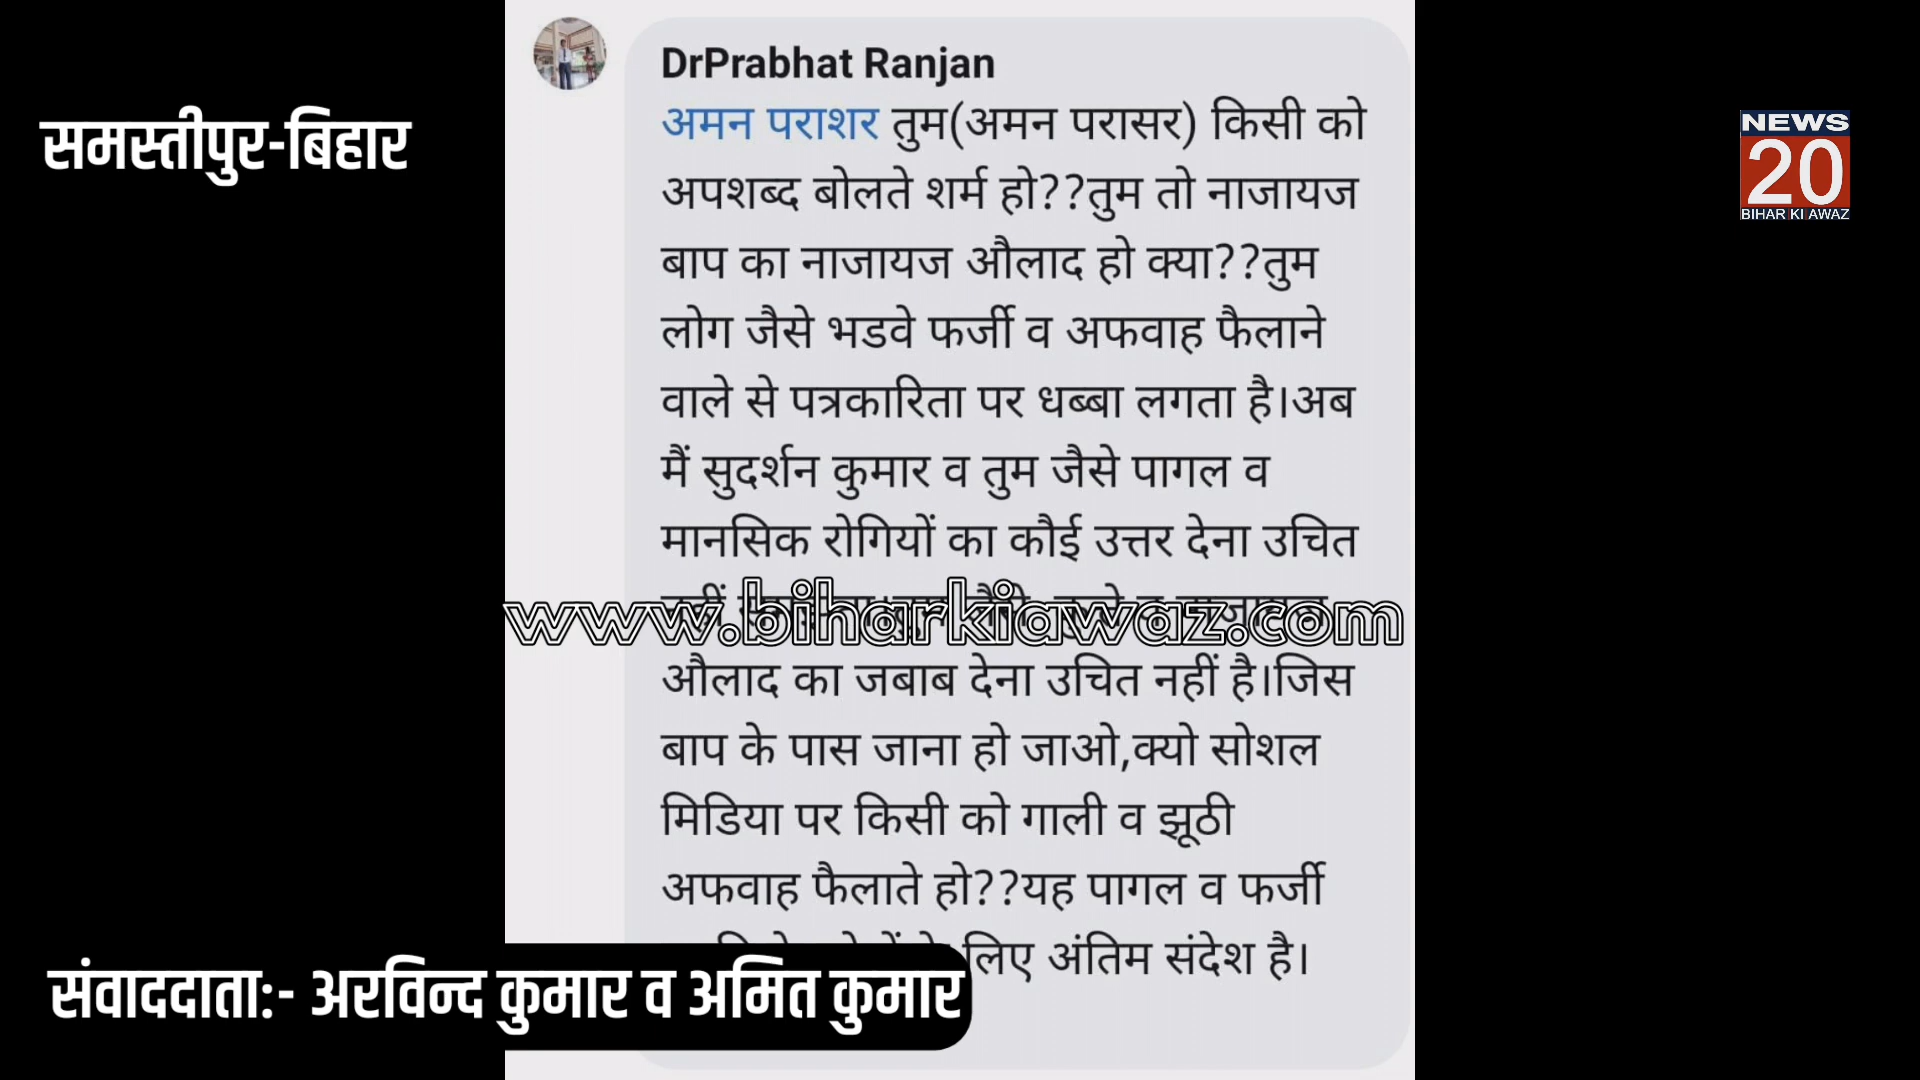 समस्तीपुर-बिहार
NEWS
20
BIHAR KI AWAZ
DrPrabhat Ranjan
अमन पराशर तुम(अमन परासर) किसी को
अपशब्द बोलते शर्म हो??तुम तो नाजायज
बाप का नाजायज औलाद हो क्या??तुम
लोग जैसे भडवे फर्जी व अफवाह फैलाने
वाले से पत्रकारिता पर धब्बा लगता है।अब
मैं सुदर्शन कुमार व तुम जैसे पागल व
मानसिक रोगियों का कौई उत्तर देना उचित
www.biharkiawaz.com
औलाद का जबाब देना उचित नहीं है।जिस
बाप के पास जाना हो जाओ,क्यो सोशल
मिडिया पर किसी को गाली व झूठी
अफवाह फैलाते हो??यह पागल व फर्जी
लिए अंतिम संदेश है।
संवाददाता:- अरविन्द कुमार व अमित कुमार